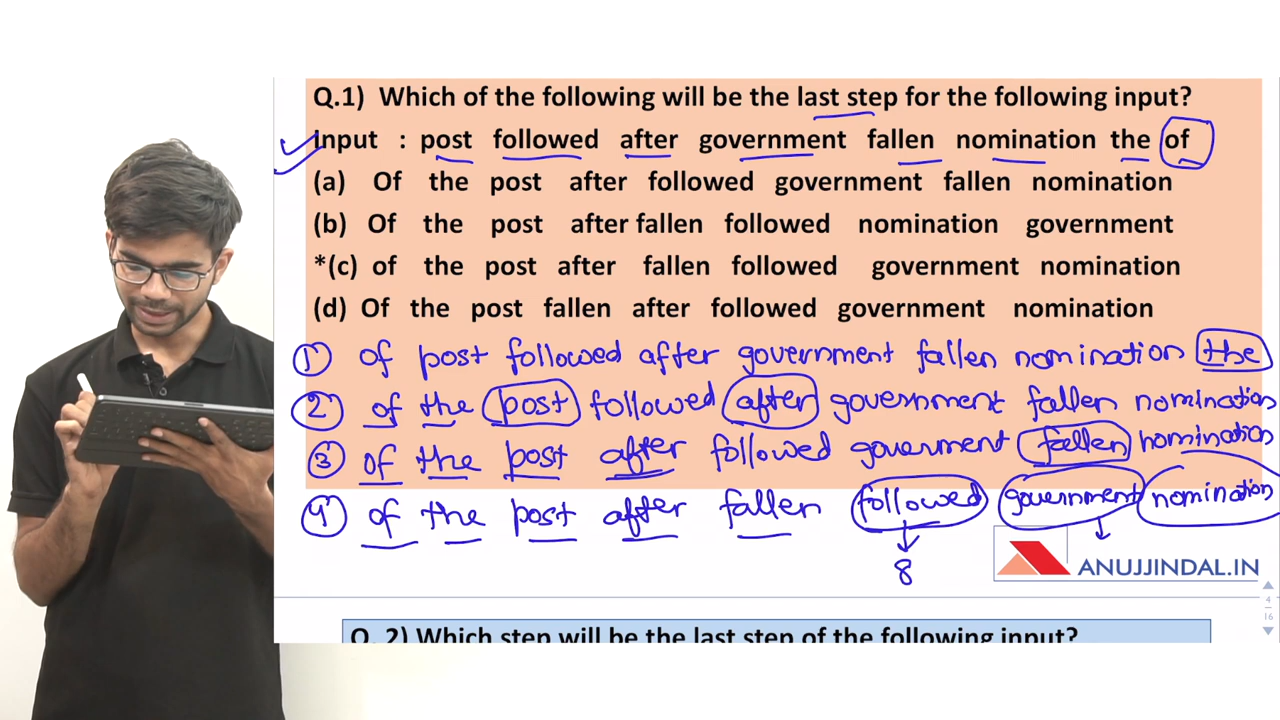 Q.1) Which of the following will be the last step for the following input?
Input : post followed after government fallen nomination the of
(a) Of the post after followed government fallen nomination
(b) Of the post after fallen followed nomination government
*(c) of the post after fallen followed government nomination
(d) Of the post fallen after followed government nomination
① of post followed after government fallen nomination the
② of the post followed after government fallen nomination
③ of the post after followed government fallen nomination
④ of the post after fallen followed government nomination
8
ANUJJINDAL.IN
4
16
Q. 2) Which step will be the last step of the following input?